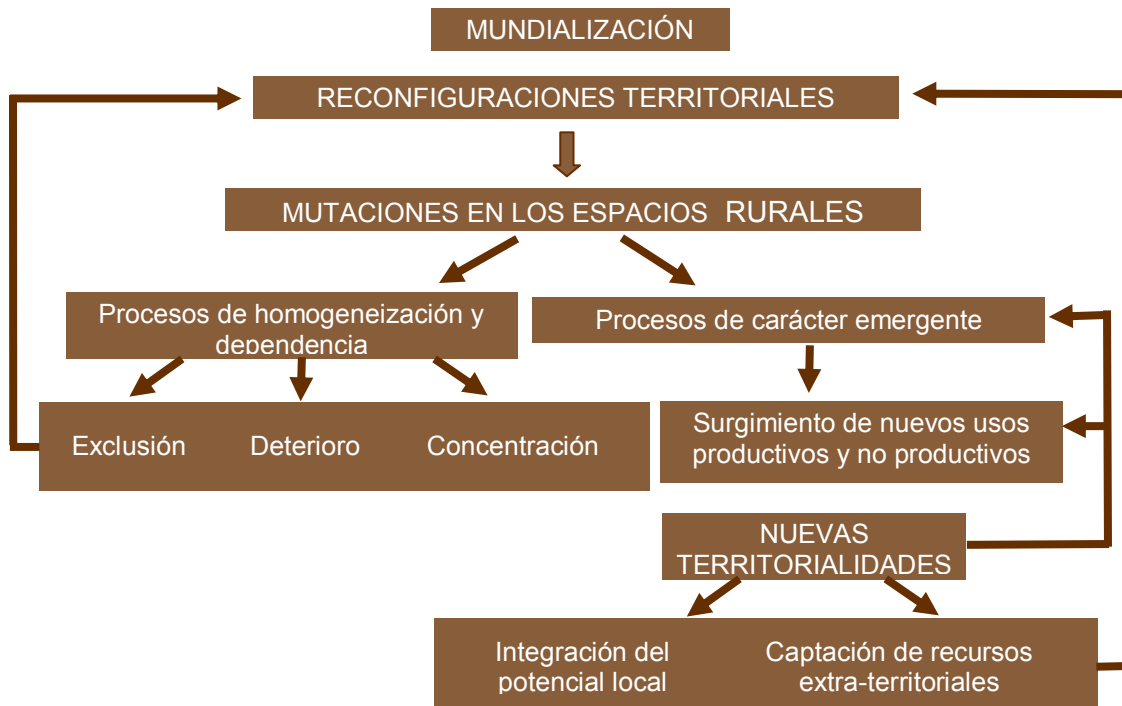 MUNDIALIZACIÓN
RECONFIGURACIONES TERRITORIALES
MUTACIONES EN LOS ESPACIOS RURALES
Procesos de homogeneización y
dependencia
Procesos de carácter emergente
Exclusión Deterioro Concentración
Surgimiento de nuevos usos
productivos y no productivos
NUEVAS
TERRITORIALIDADES
Integración del
potencial local
Captación de recursos
extra-territoriales